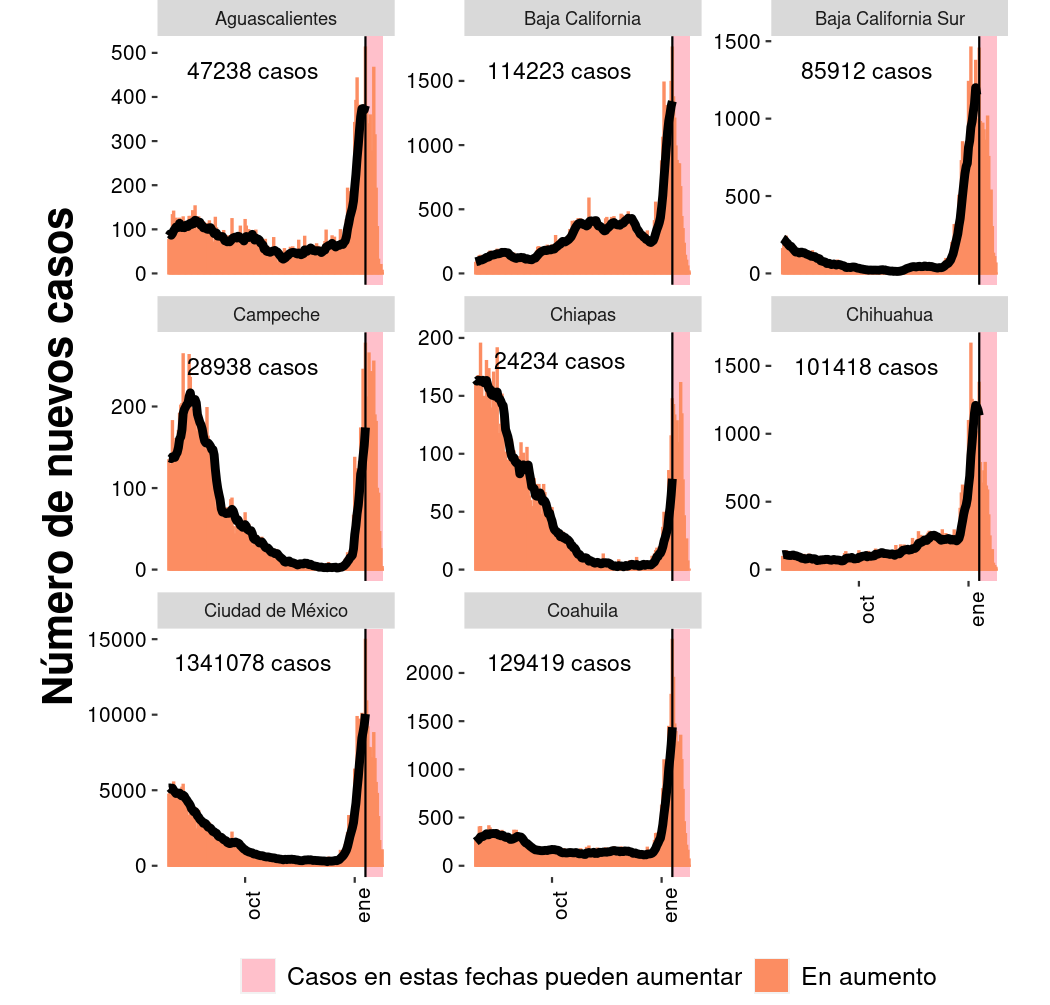 Número de nuevos casos
Aguascalientes
47238 casos
500
400
300
200
100
0
Baja California
114223 casos
1500
1000
500
0
Baja California Sur
85912 casos
1500
1000
500
0
Campeche
28938 casos
200
100
0
Chiapas
24234 casos
200
150
100
50
0
Chihuahua
101418 casos
1500
1000
500
0
oct
ene
Ciudad de México
1341078 casos
15000
10000
5000
0
oct
ene
Coahuila
129419 casos
2000
1500
1000
500
0
oct
ene
Casos en estas fechas pueden aumentar
En aumento